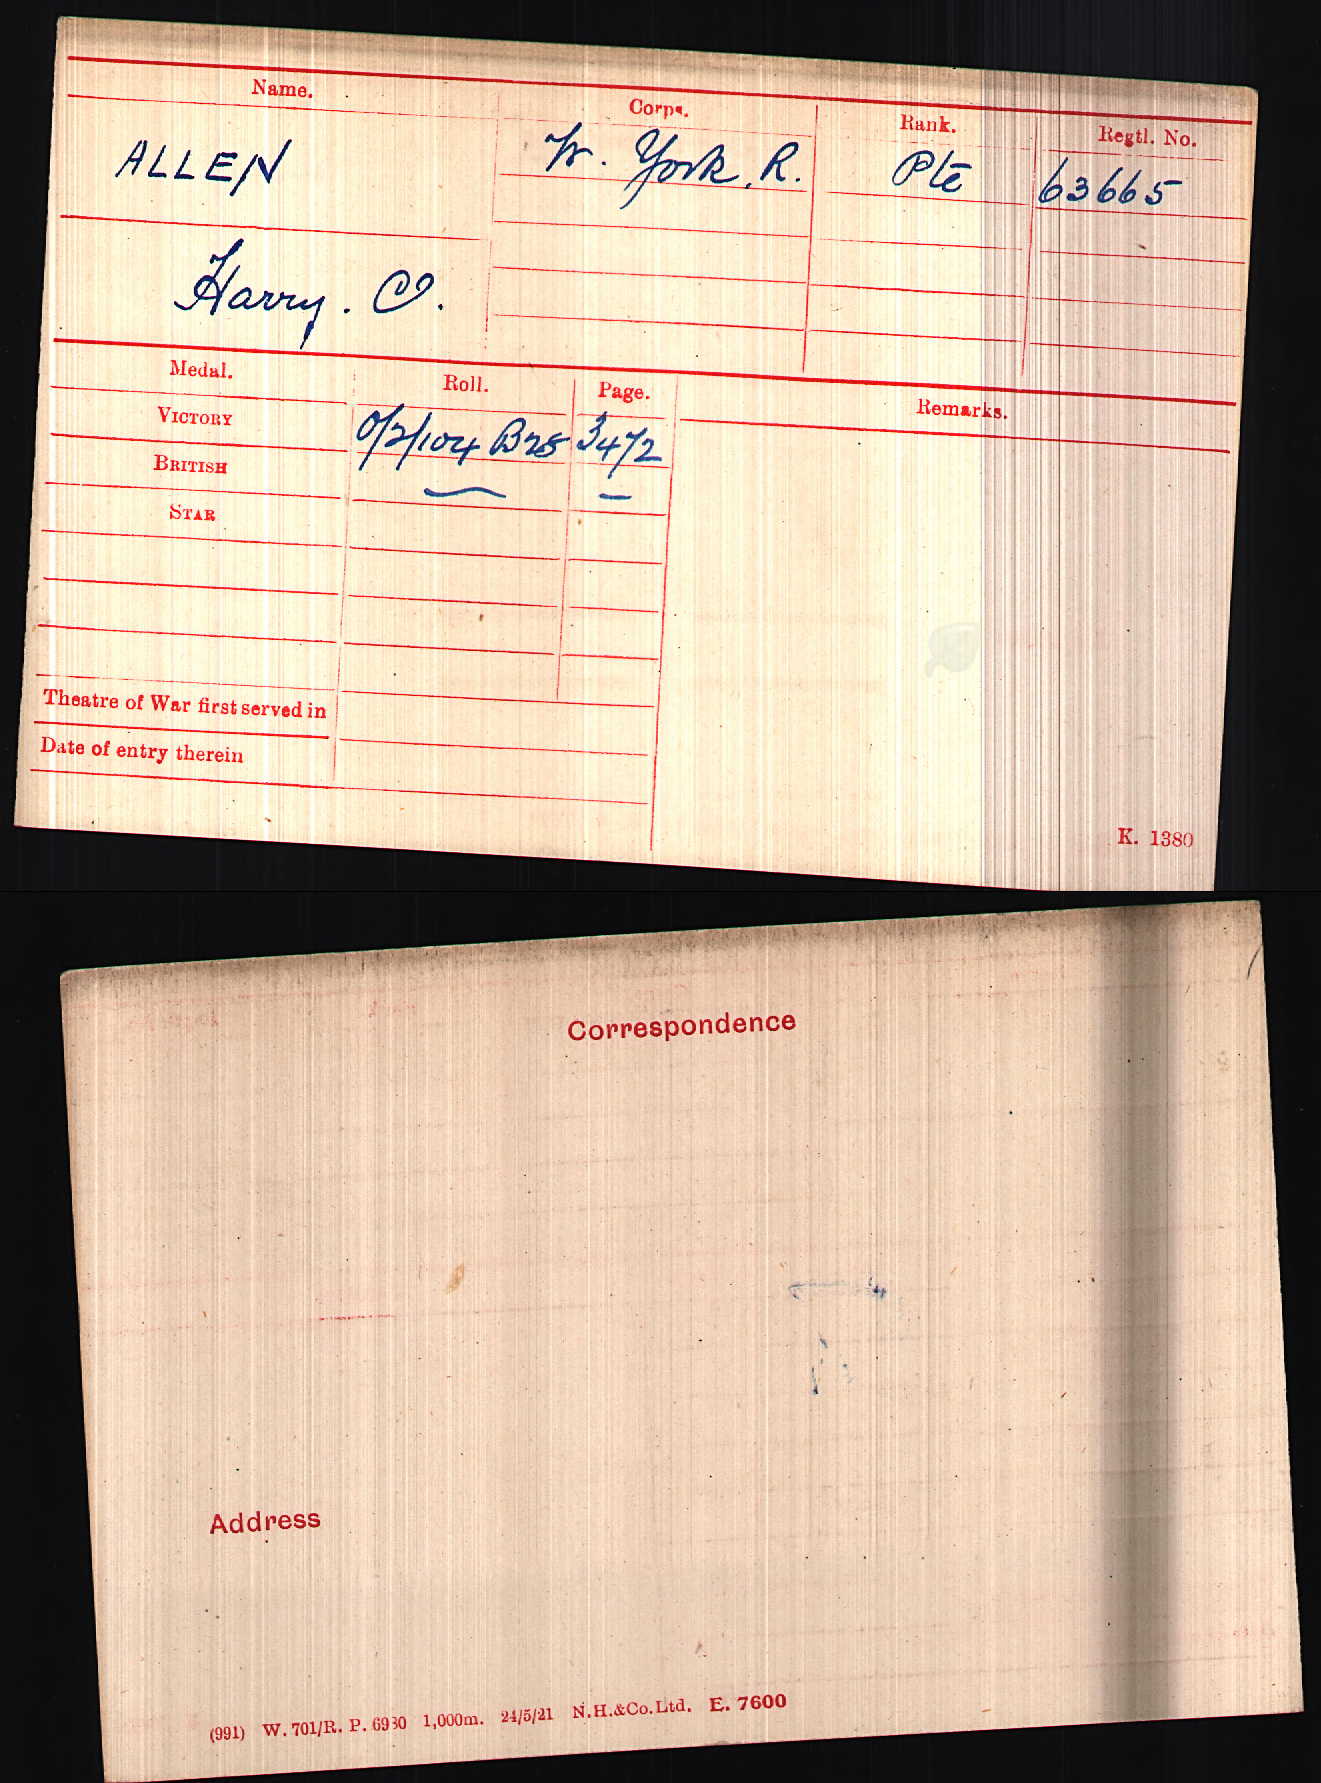 Name. Corps. Rank. Regtl. No.
ALLEN W. York. R. Pte 63665
Harry. O.
Medal. Roll. Page. Remarks.
VICTORY O/2/104 B25 3472
BRITISH
STAR
Theatre of War first served in
Date of entry therein
K. 1380
Correspondence
Address
(991) W. 701/R. P. 6930 1,000m. 24/5/21 N.H.&Co.Ltd. E. 7600